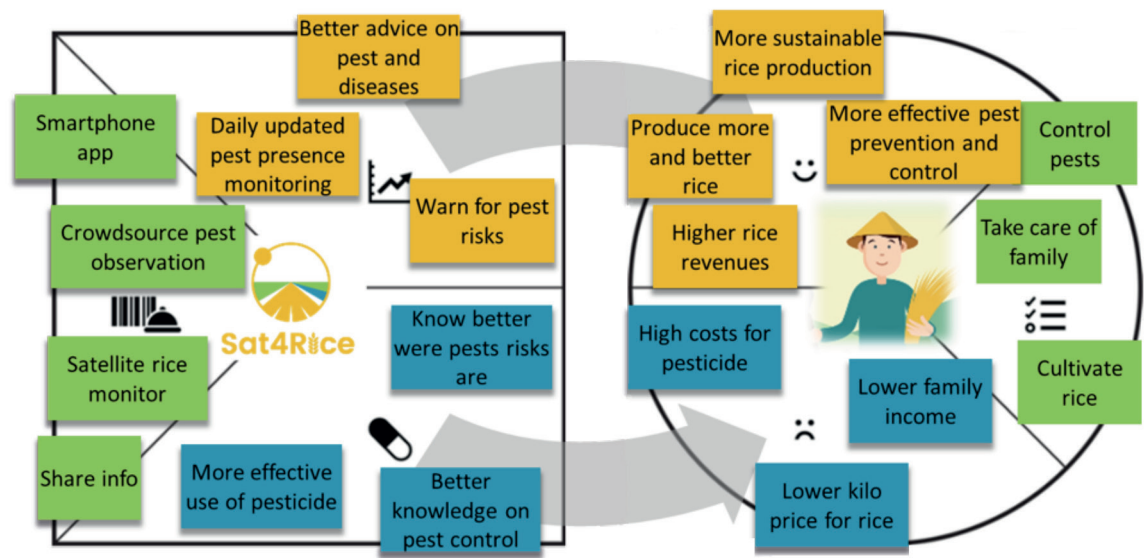 Better advice on
pest and
diseases
Smartphone
app
Daily updated
pest presence
monitoring
Warn for pest
risks
Crowdsource pest
observation
Sat4Rice
Know better
were pests risks
are
Satellite rice
monitor
Share info
More effective
use of pesticide
Better
knowledge on
pest control
More sustainable
rice production
Produce more
and better
rice
More effective pest
prevention and
control
Control
pests
Higher rice
revenues
Take care of
family
High costs for
pesticide
Lower family
income
Cultivate
rice
Lower kilo
price for rice